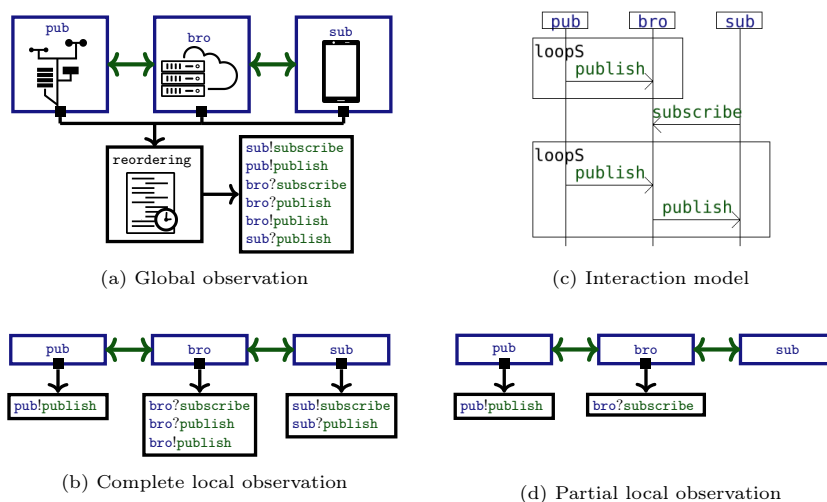 pub
bro
sub
reordering
sub!subscribe
pub!publish
bro?subscribe
bro?publish
bro!publish
sub?publish
(a) Global observation
pub
bro
sub
loopS
publish
subscribe
loopS
publish
publish
(c) Interaction model
pub
bro
sub
pub!publish
bro?subscribe
bro?publish
bro!publish
sub!subscribe
sub?publish
(b) Complete local observation
pub
bro
sub
pub!publish
bro?subscribe
(d) Partial local observation